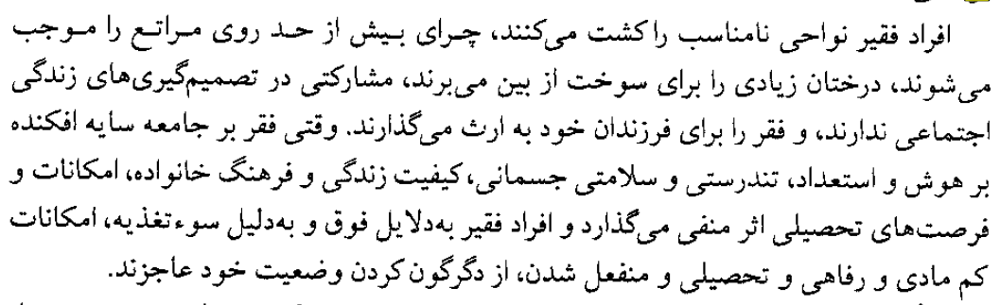 افراد فقیر نواحی نامناسب را کشت می‌کنند، چرای بیش از حد روی مراتع را موجب
می‌شوند، درختان زیادی را برای سوخت از بین می‌برند، مشارکتی در تصمیم‌گیری‌های زندگی
اجتماعی ندارند، و فقر را برای فرزندان خود به ارث می‌گذارند. وقتی فقر بر جامعه سایه افکنده
بر هوش و استعداد، تندرستی و سلامتی جسمانی، کیفیت زندگی و فرهنگ خانواده، امکانات و
فرصت‌های تحصیلی اثر منفی می‌گذارد و افراد فقیر به‌دلایل فوق و به‌دلیل سوءتغذیه، امکانات
کم مادی و رفاهی و تحصیلی و منفعل شدن، از دگرگون کردن وضعیت خود عاجزند.